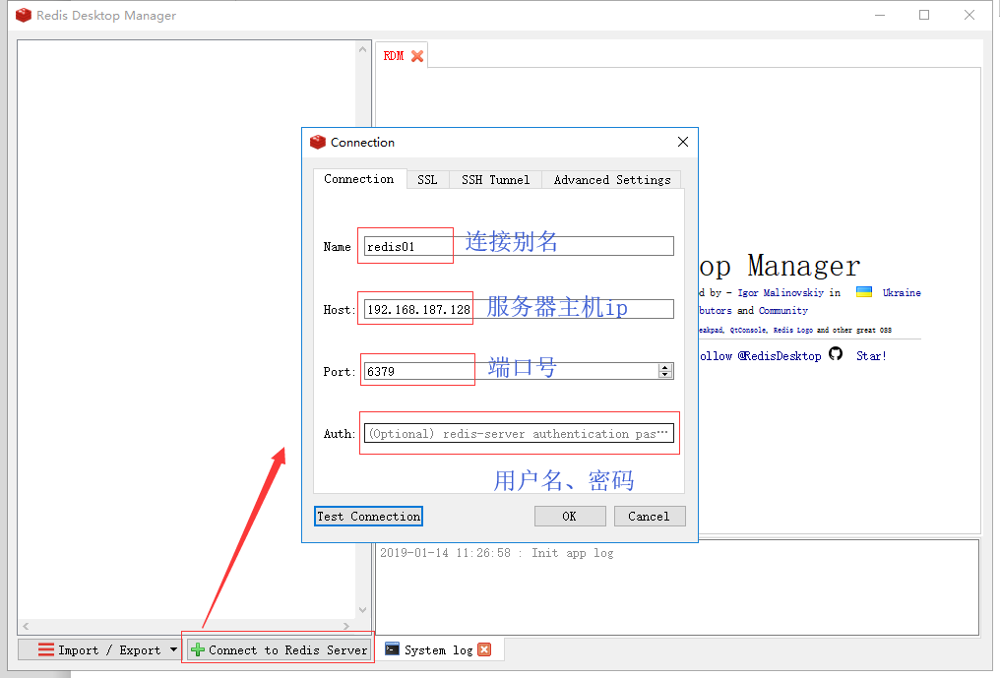 Redis Desktop Manager
RDM
Connection
Connection SSL SSH Tunnel Advanced Settings
Name redis01 连接别名
Host: 192.168.187.128 服务器主机ip
Port: 6379 端口号
Auth: (Optional) redis-server authentication pas…
用户名、密码
Test Connection OK Cancel
op Manager
d by - Igor Malinovskiy in Ukraine
butors and Community
eakpad, QtConsole, Redis Logo and other great OSS
ollow @RedisDesktop Star!
2019-01-14 11:26:58 : Init app log
Import / Export Connect to Redis Server System log